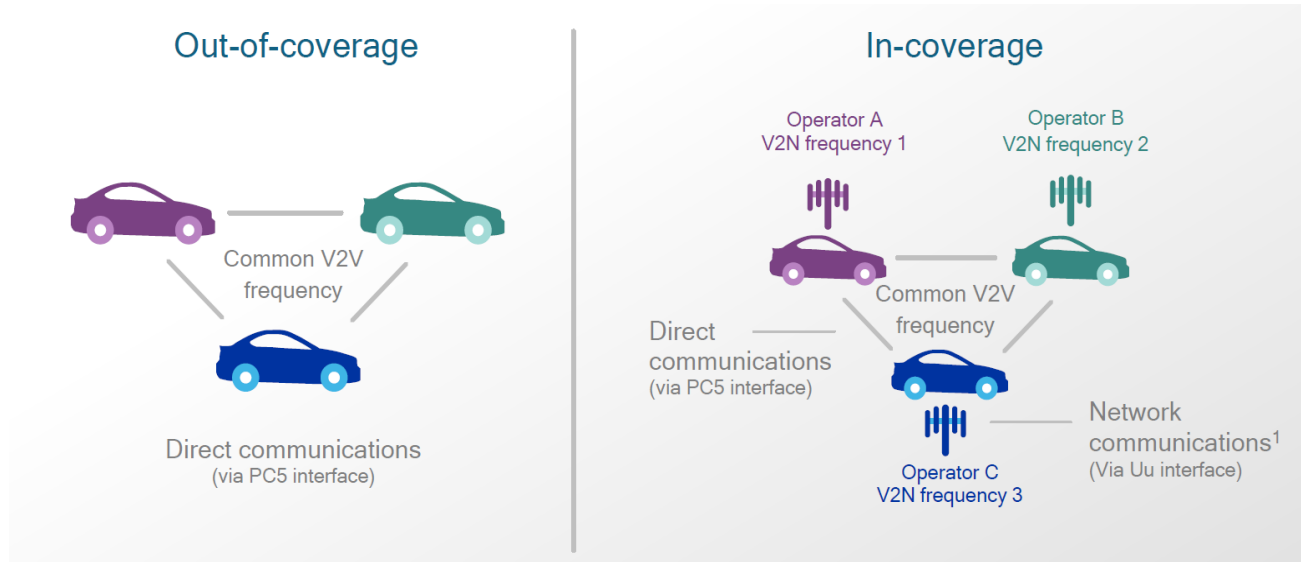 Out-of-coverage
Common V2V
frequency
Direct communications
(via PC5 interface)
In-coverage
Operator A
V2N frequency 1
Operator B
V2N frequency 2
Common V2V
frequency
Direct
communications
(via PC5 interface)
Network
communications¹
(Via Uu interface)
Operator C
V2N frequency 3